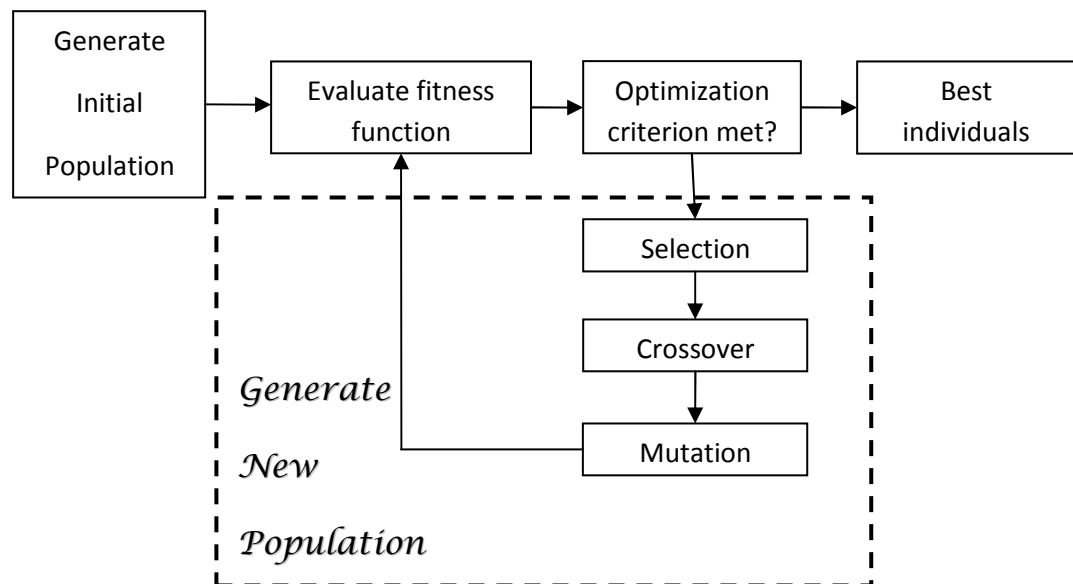 Generate
Initial
Population
Evaluate fitness
function
Optimization
criterion met?
Best
individuals
Selection
Crossover
Mutation
Generate
New
Population